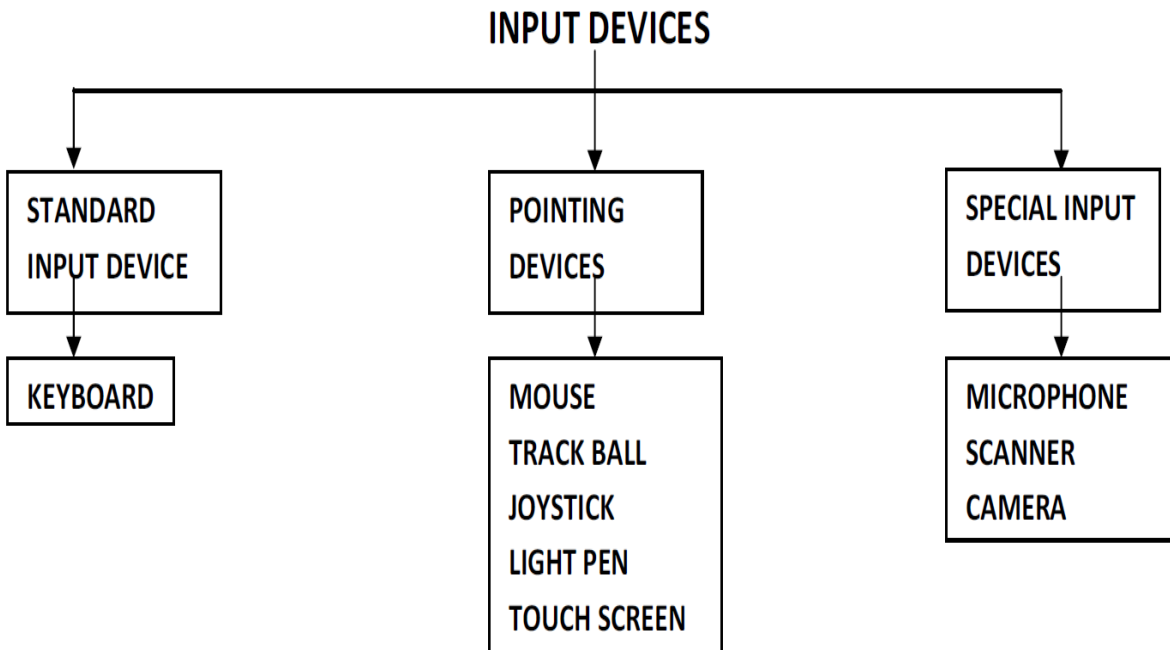 INPUT DEVICES
STANDARD
INPUT DEVICE
KEYBOARD
POINTING
DEVICES
MOUSE
TRACK BALL
JOYSTICK
LIGHT PEN
TOUCH SCREEN
SPECIAL INPUT
DEVICES
MICROPHONE
SCANNER
CAMERA